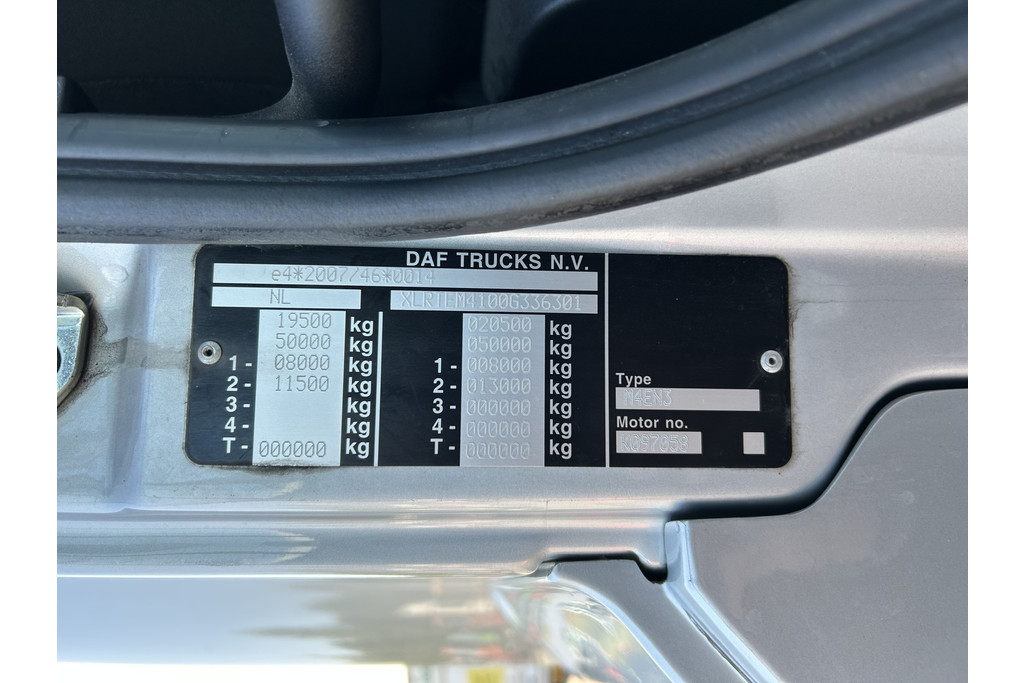 DAF TRUCKS N.V.
e4*2007/46*0014
NL XLRTEM4100G336301
19500 kg 020500 kg
50000 kg 050000 kg
1 - 08000 kg 1 - 008000 kg
2 - 11500 kg 2 - 013000 kg
3 - kg 3 - 000000 kg
4 - kg 4 - 000000 kg
T - 000000 kg T - 000000 kg
Type
M4EN3
Motor no.